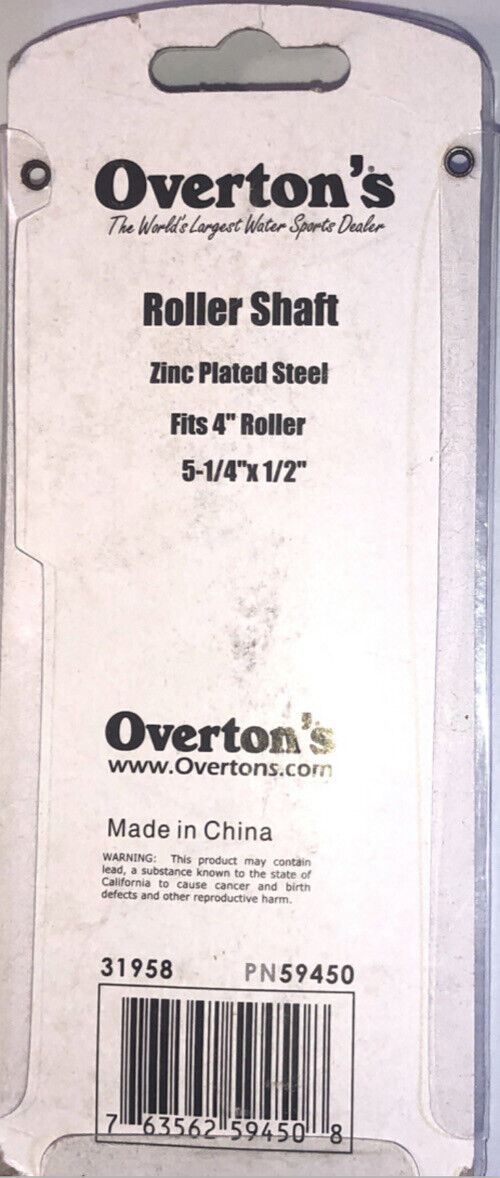 Overton's
The World's Largest Water Sports Dealer
Roller Shaft
Zinc Plated Steel
Fits 4" Roller
5-1/4"x 1/2"
Overton's
www.Overtons.com
Made in China
WARNING: This product may contain
lead, a substance known to the state of
California to cause cancer and birth
defects and other reproductive harm.
31958 PN59450
7 63562 59450 8